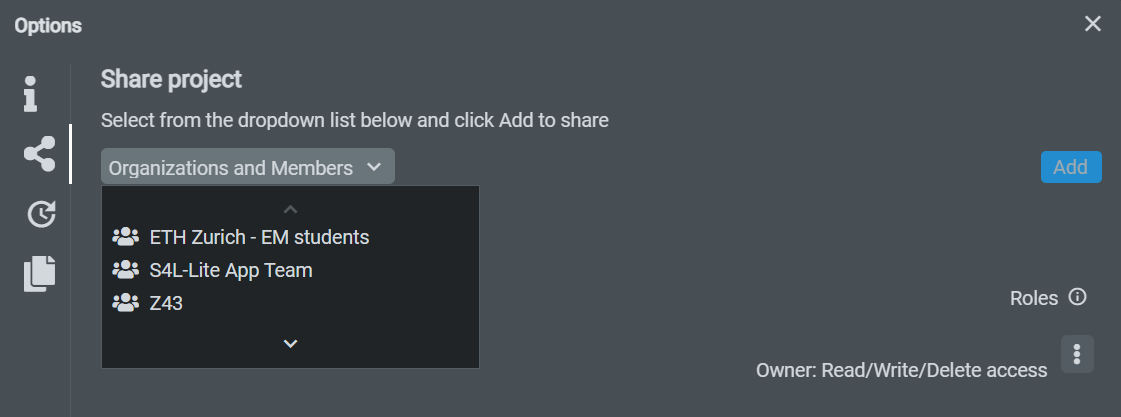 Options
Share project
Select from the dropdown list below and click Add to share
Organizations and Members
Add
ETH Zurich - EM students
S4L-Lite App Team
Z43
Roles
Owner: Read/Write/Delete access